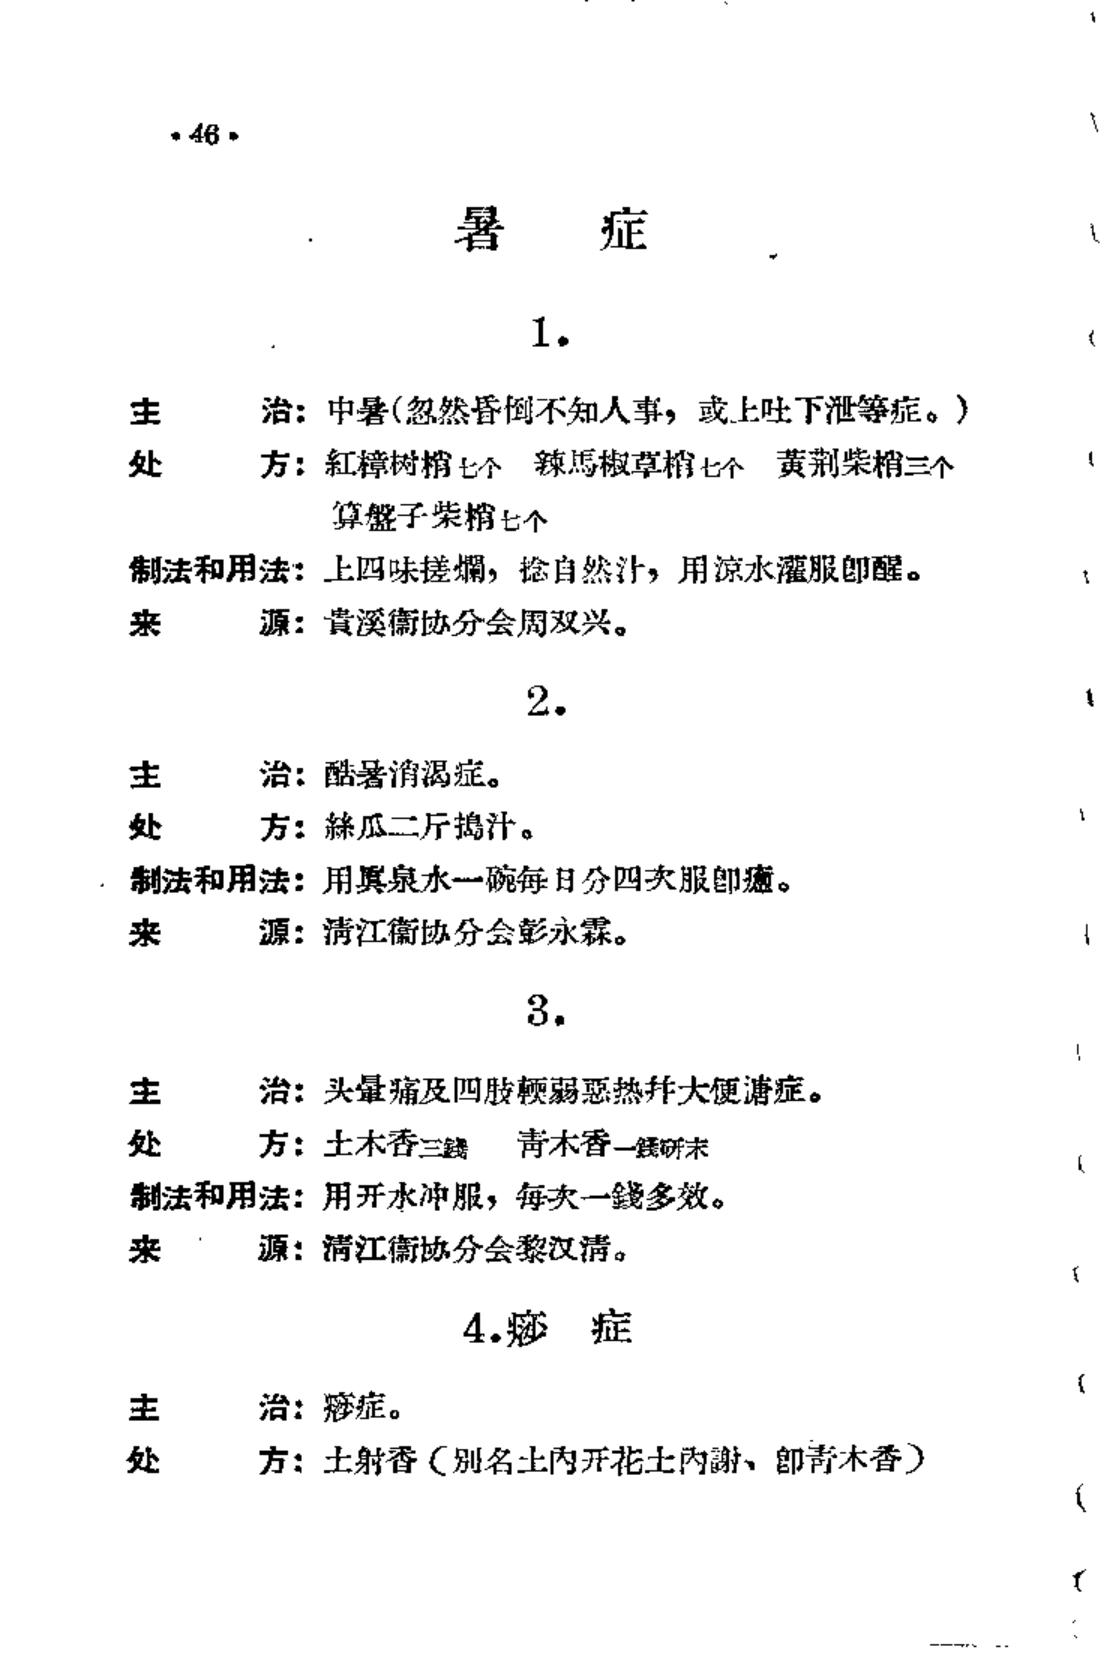 ·46·
暑 症
1.
主 治：中暑(忽然昏倒不知人事，或上吐下泄等症。)
处 方：紅樟树梢七个 辣馬椒草梢七个 黃荆柴梢三个
算盤子柴梢七个
制法和用法：上四味搓爛，捻自然汁，用涼水灌服卽醒。
来 源：貴溪衞协分会周双兴。
2.
主 治：酷暑消渴症。
处 方：絲瓜二斤搗汁。
制法和用法：用真泉水一碗每日分四次服卽癒。
来 源：清江衞协分会彭永霖。
3.
主 治：头暈痛及四肢輭弱惡热幷大便溏症。
处 方：土木香三錢 靑木香一錢研末
制法和用法：用开水冲服，每次一錢多效。
来 源：清江衞协分会黎汉清。
4.痧 症
主 治：痧症。
处 方：土射香（別名土內开花土內謝、卽靑木香）